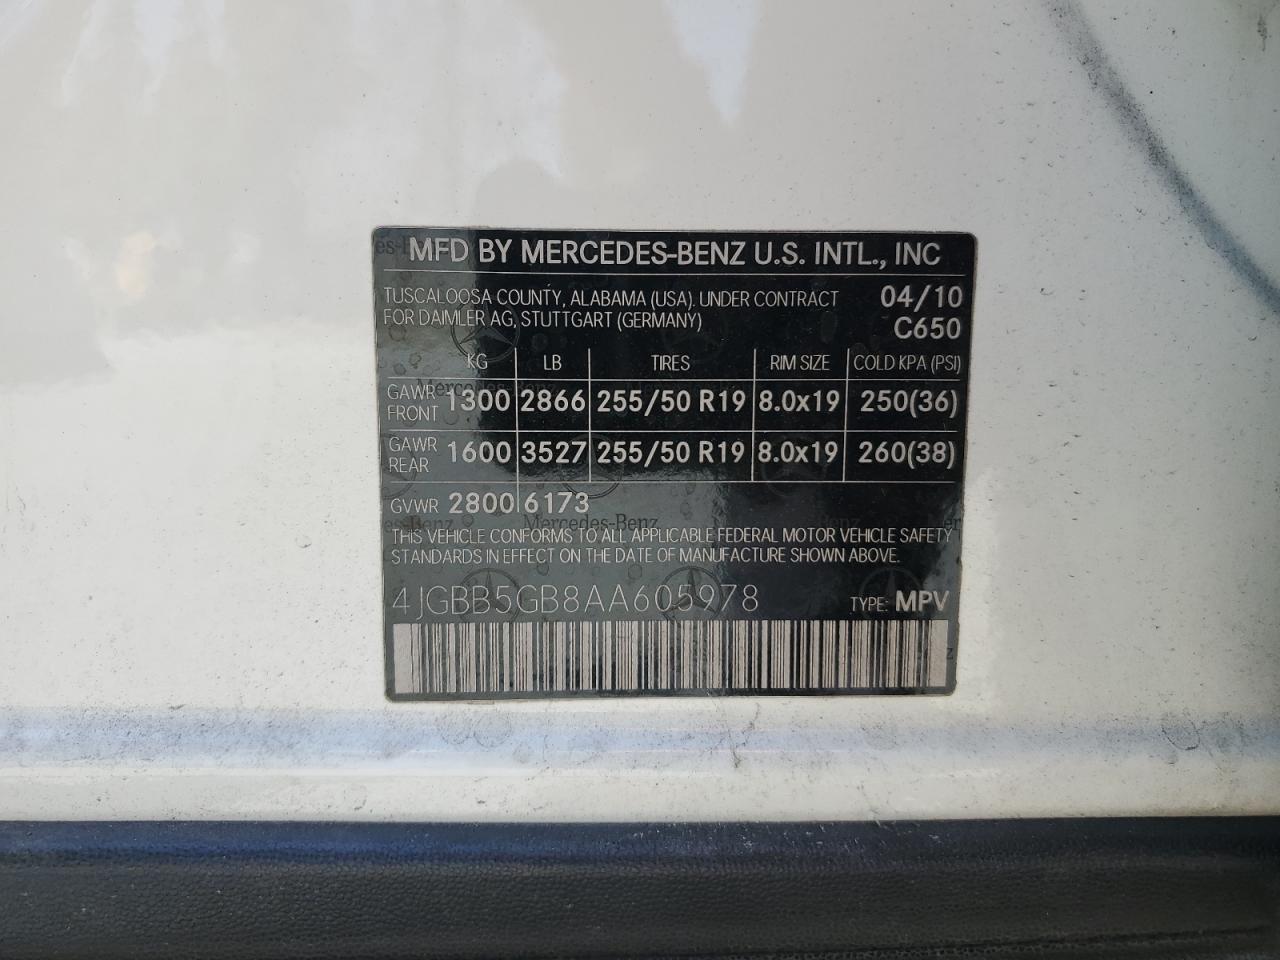 MFD BY MERCEDES-BENZ U.S. INTL., INC
TUSCALOOSA COUNTY, ALABAMA (USA). UNDER CONTRACT 04/10
FOR DAIMLER AG, STUTTGART (GERMANY) C650
KG LB TIRES RIM SIZE COLD KPA (PSI)
GAWR FRONT 1300 2866 255/50 R19 8.0x19 250(36)
GAWR REAR 1600 3527 255/50 R19 8.0x19 260(38)
GVWR 2800 6173
Mercedes-Benz
THIS VEHICLE CONFORMS TO ALL APPLICABLE FEDERAL MOTOR VEHICLE SAFETY
STANDARDS IN EFFECT ON THE DATE OF MANUFACTURE SHOWN ABOVE.
4JGBB5GB8AA605978 TYPE: MPV